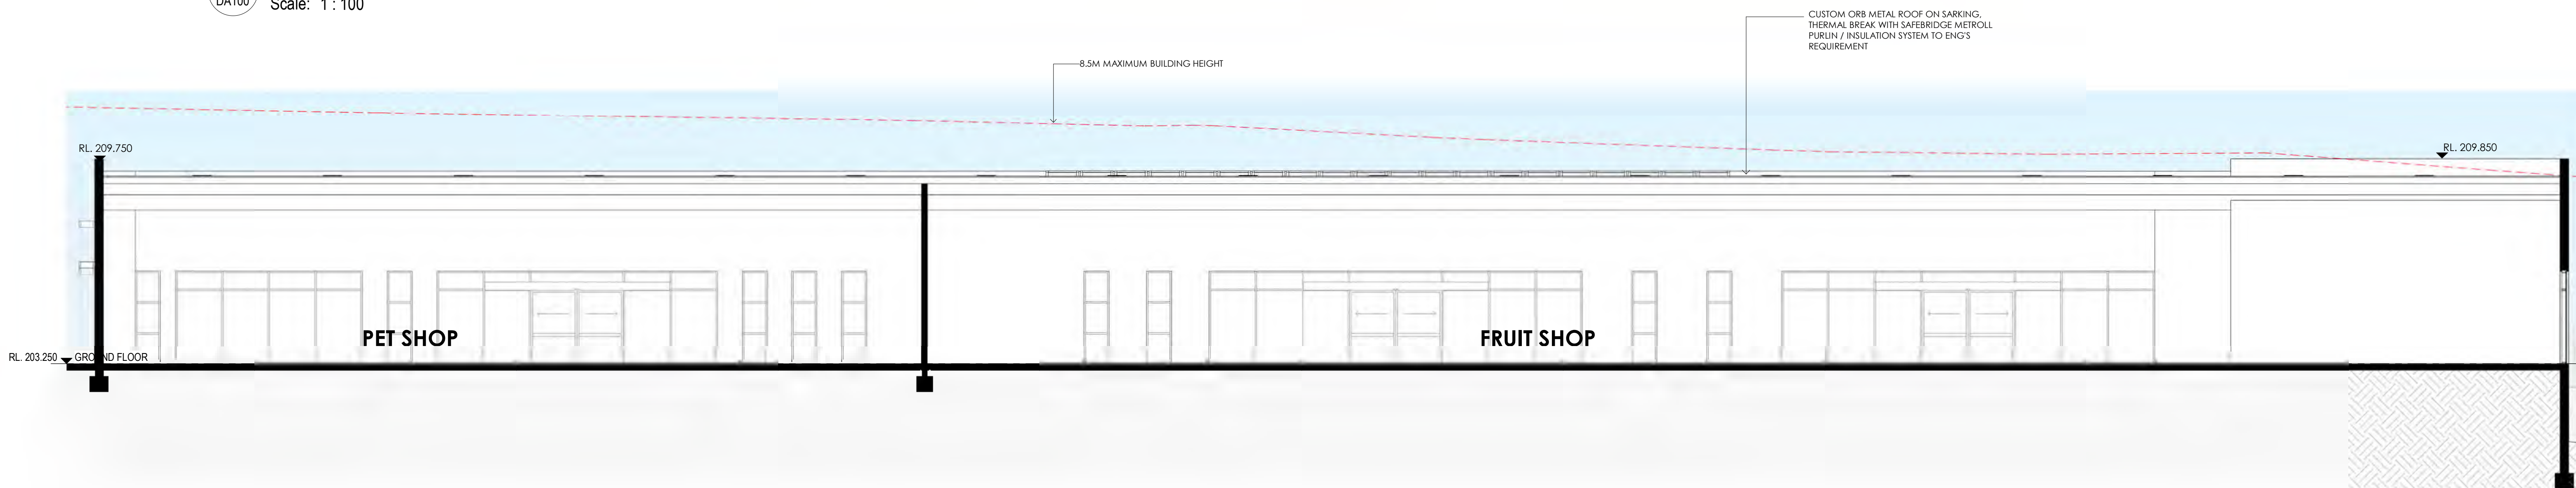 DA100
Scale: 1 : 100
CUSTOM ORB METAL ROOF ON SARKING,
THERMAL BREAK WITH SAFEBRIDGE METROLL
PURLIN / INSULATION SYSTEM TO ENG'S
REQUIREMENT
8.5M MAXIMUM BUILDING HEIGHT
RL. 209.750
RL. 209.850
PET SHOP
FRUIT SHOP
RL. 203.250
GROUND FLOOR